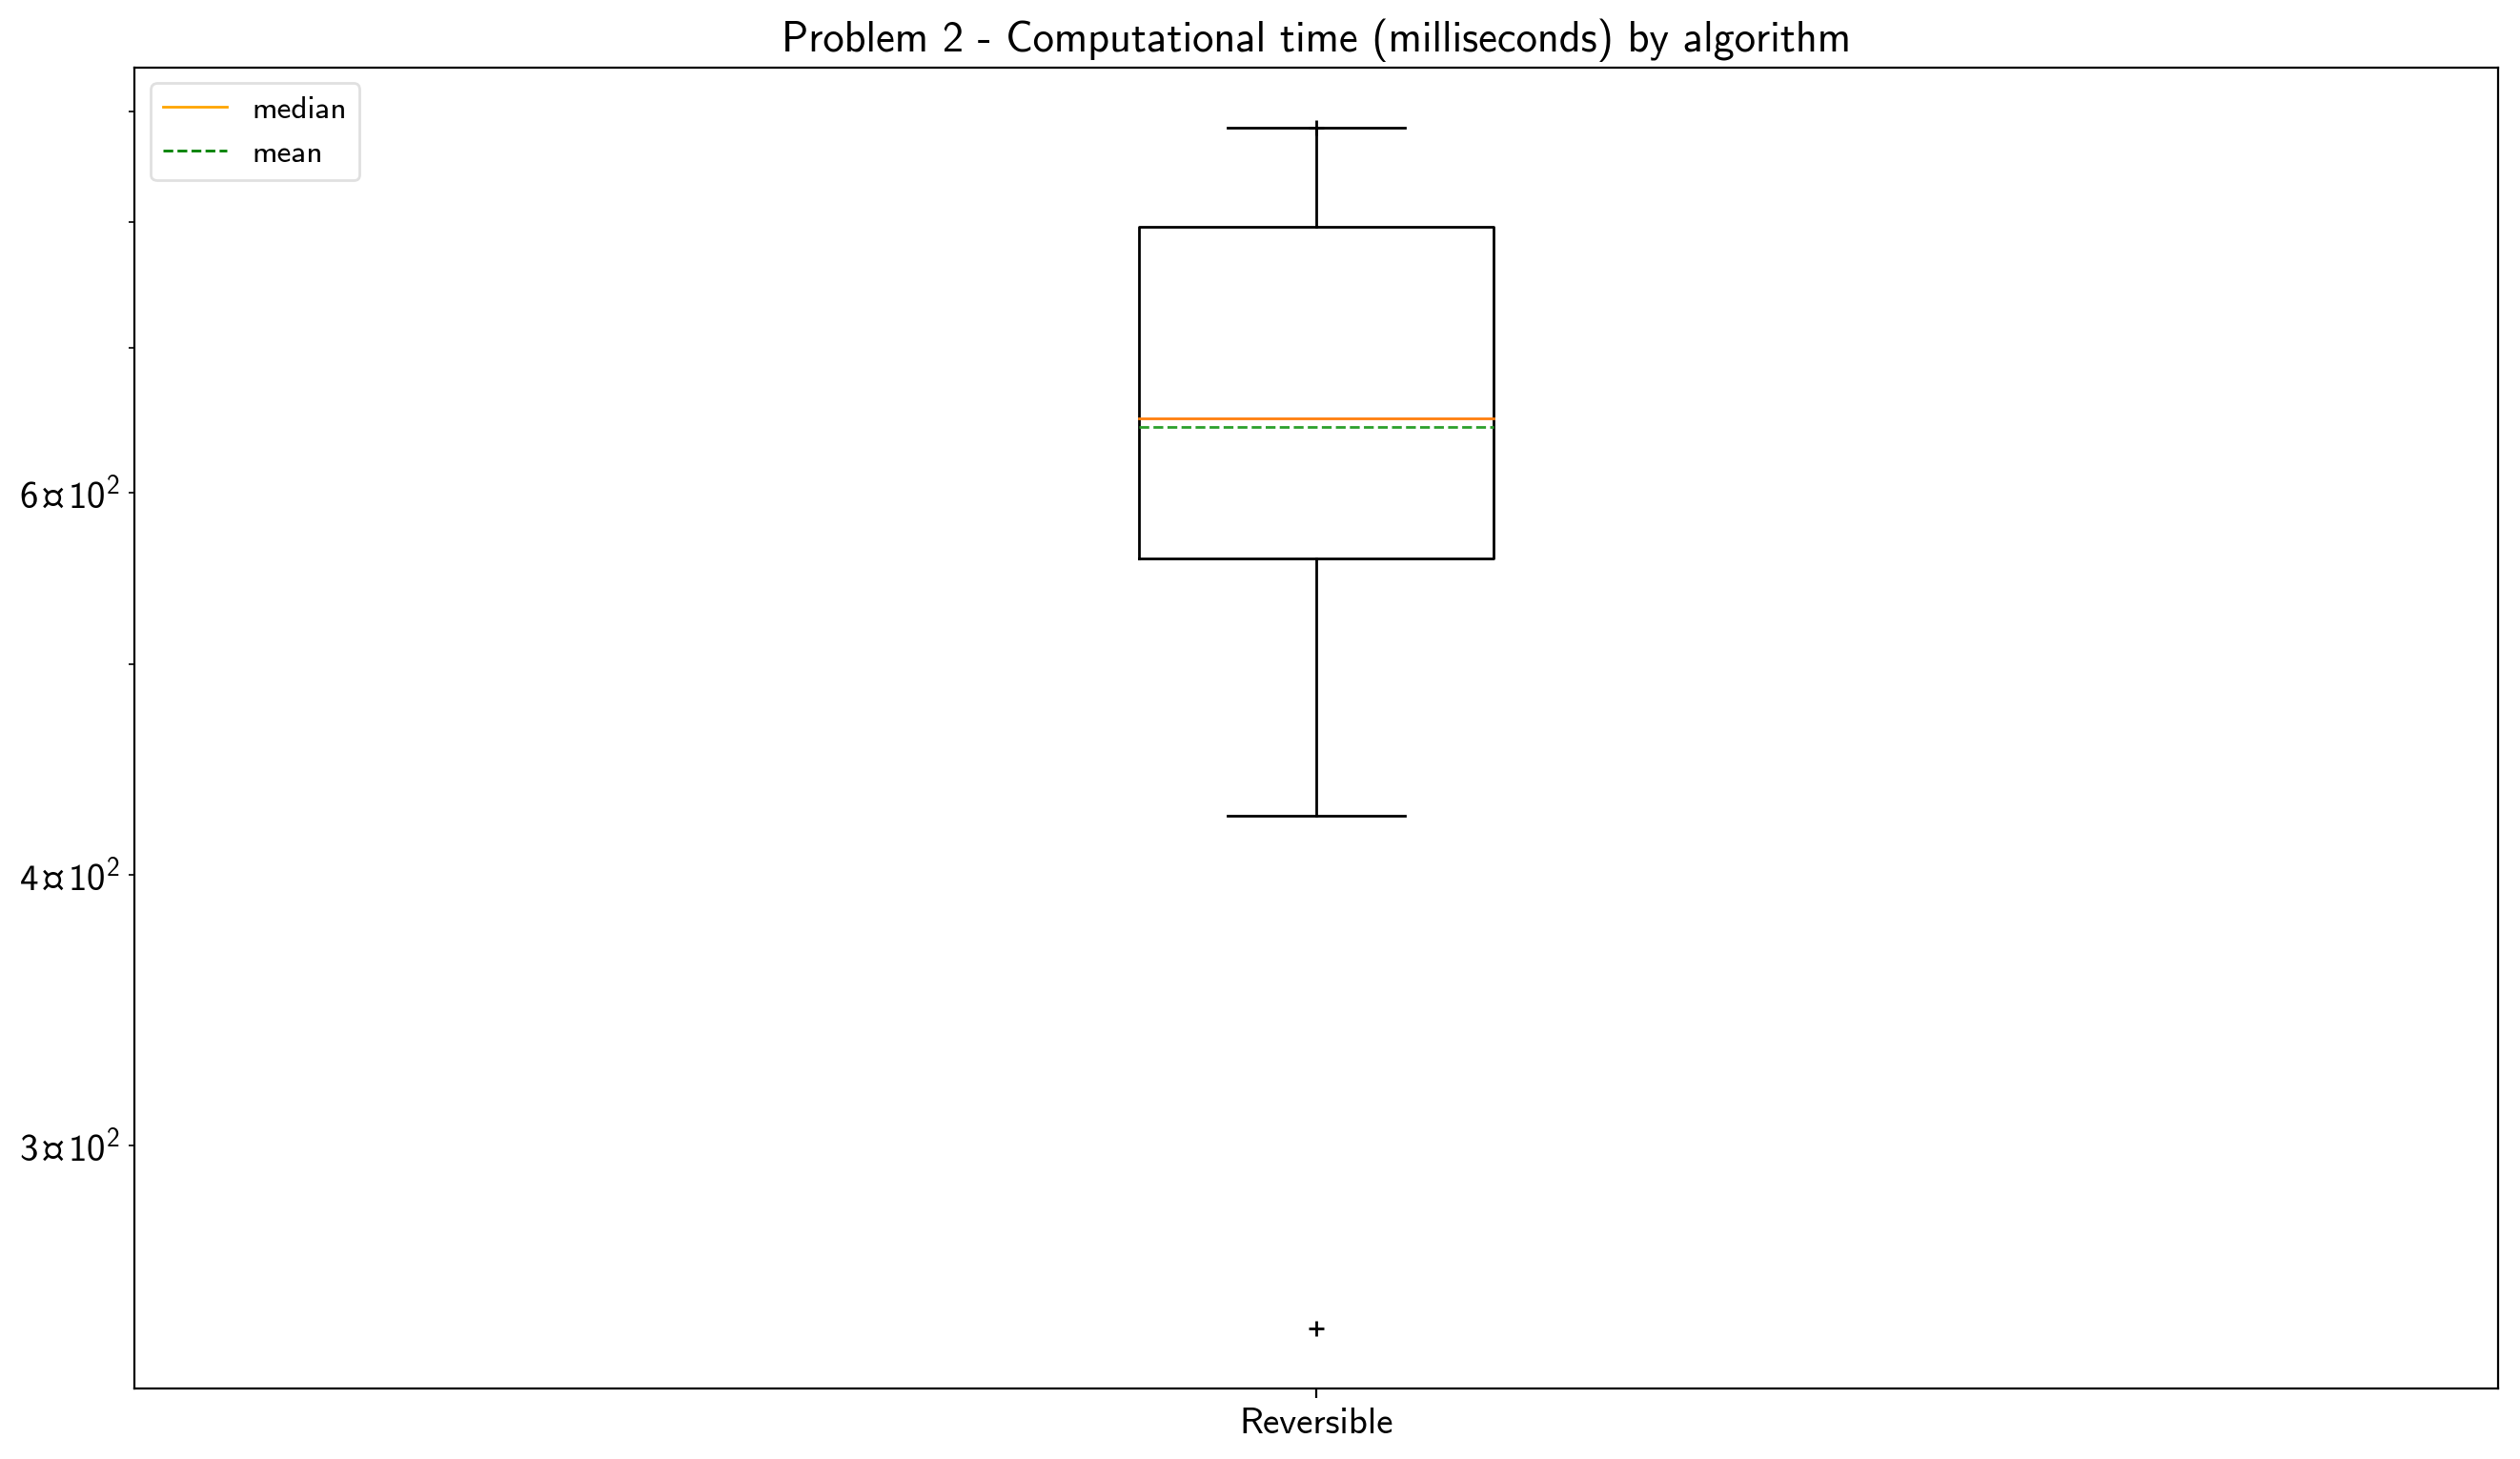 Problem 2 - Computational time (milliseconds) by algorithm
median
mean
6¤10²
4¤10²
3¤10²
Reversible